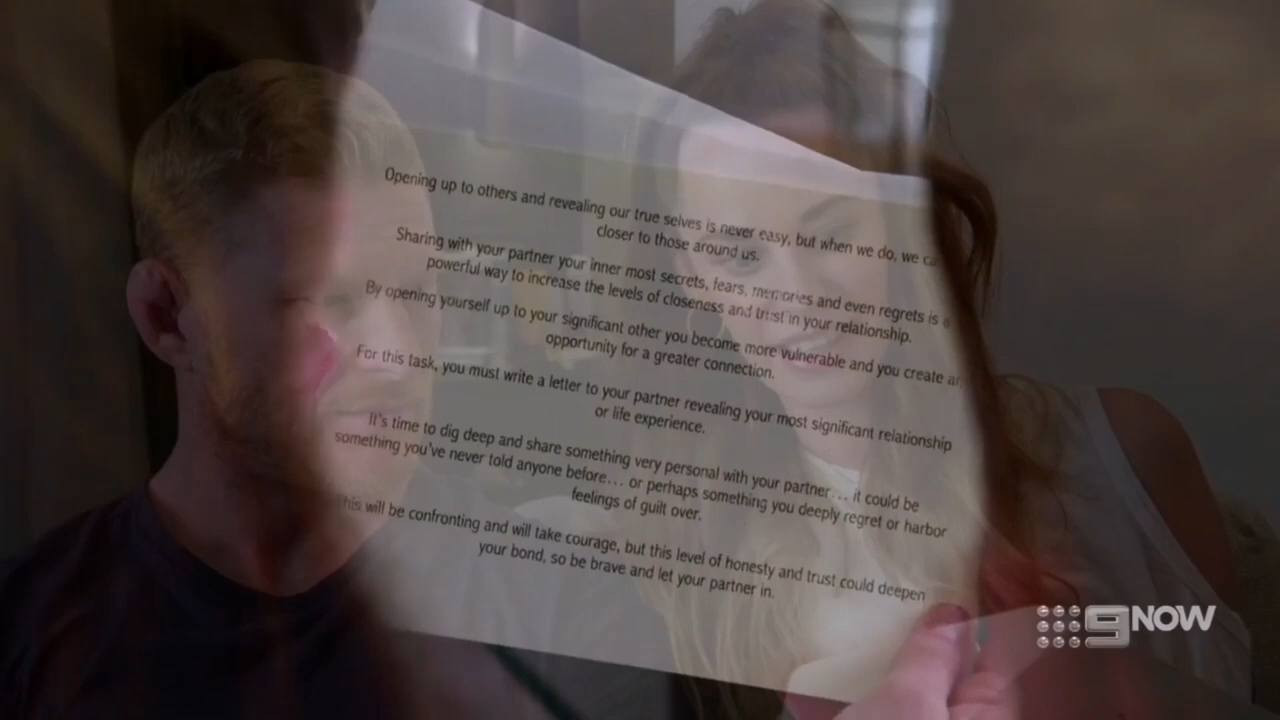 Opening up to others and revealing our true selves is never easy, but when we do, we
closer to those around us.
Sharing with your partner your inner most secrets, fears, memories and even regrets is a
powerful way to increase the levels of closeness and trust in your relationship.
By opening yourself up to your significant other you become more vulnerable and you create an
opportunity for a greater connection.
For this task, you must write a letter to your partner revealing your most significant relationship
or life experience.
It's time to dig deep and share something very personal with your partner... it could be
something you've never told anyone before... or perhaps something you deeply regret or harbor
feelings of guilt over.
his will be confronting and will take courage, but this level of honesty and trust could deepen
your bond, so be brave and let your partner in.
9NOW